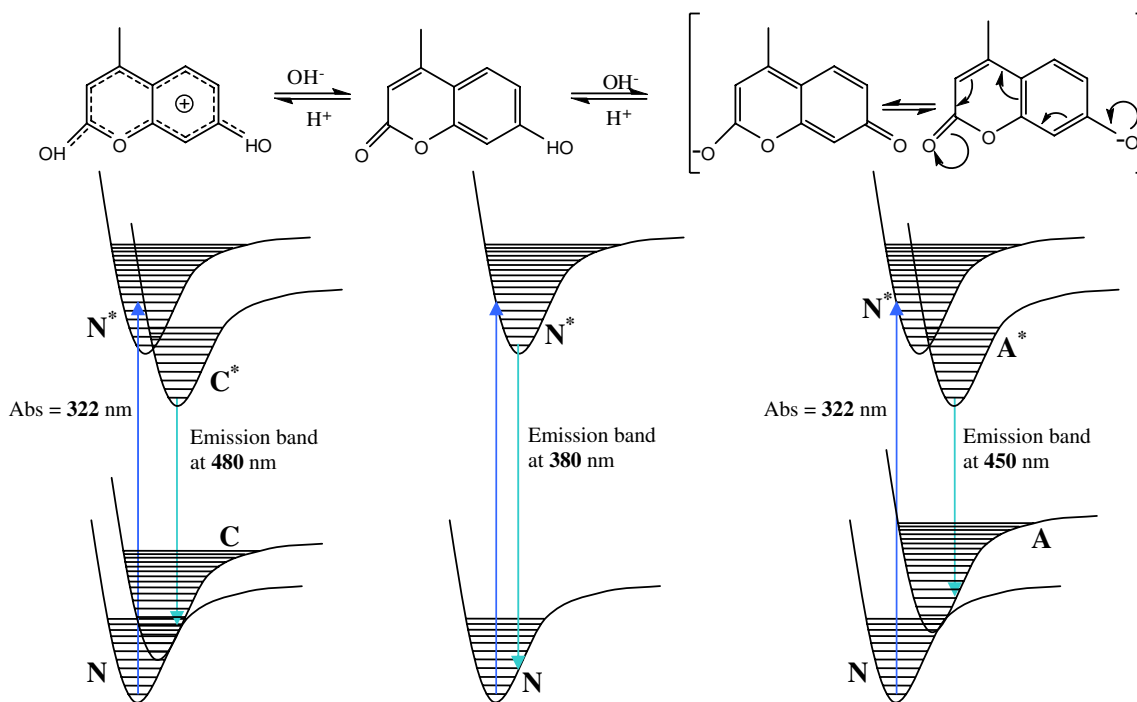 OH-
H+
OH-
H+
OH
O
HO
O
O
HO
-O
O
O
O
O
-O
N*
C*
Abs = 322 nm
Emission band
at 480 nm
C
N
N*
Emission band
at 380 nm
N
N*
A*
Abs = 322 nm
Emission band
at 450 nm
A
N